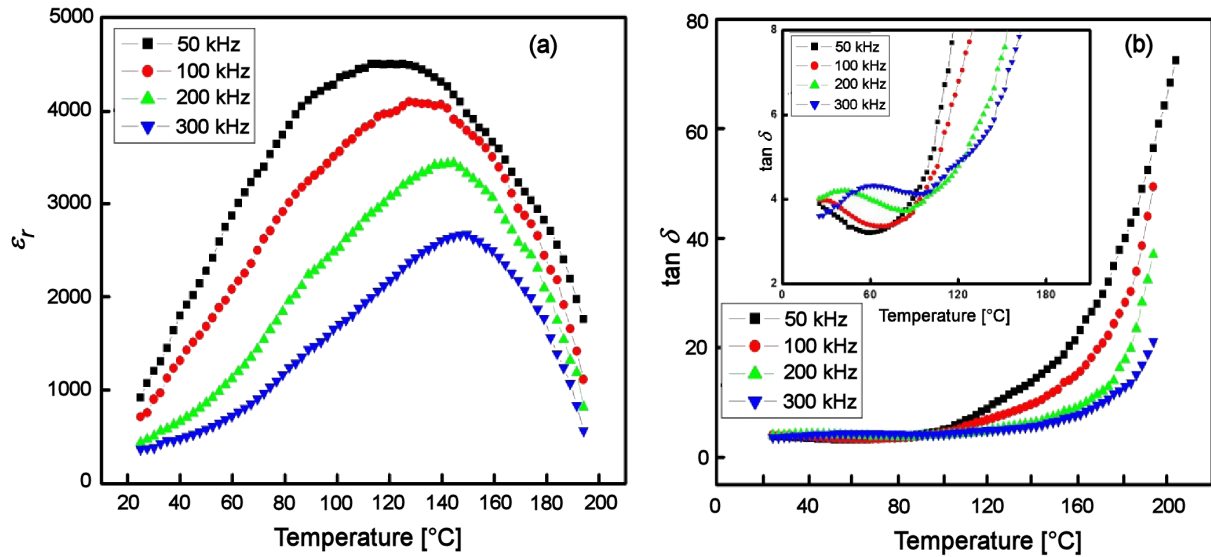 (a)
50 kHz
100 kHz
200 kHz
300 kHz
5000
4000
3000
2000
1000
0
εr
20 40 60 80 100 120 140 160 180 200
Temperature [°C]
(b)
80
60
40
20
0
tan δ
50 kHz
100 kHz
200 kHz
300 kHz
0 40 80 120 160 200
Temperature [°C]
50 kHz
100 kHz
200 kHz
300 kHz
8
6
4
2
tan δ
0 60 120 180
Temperature [°C]